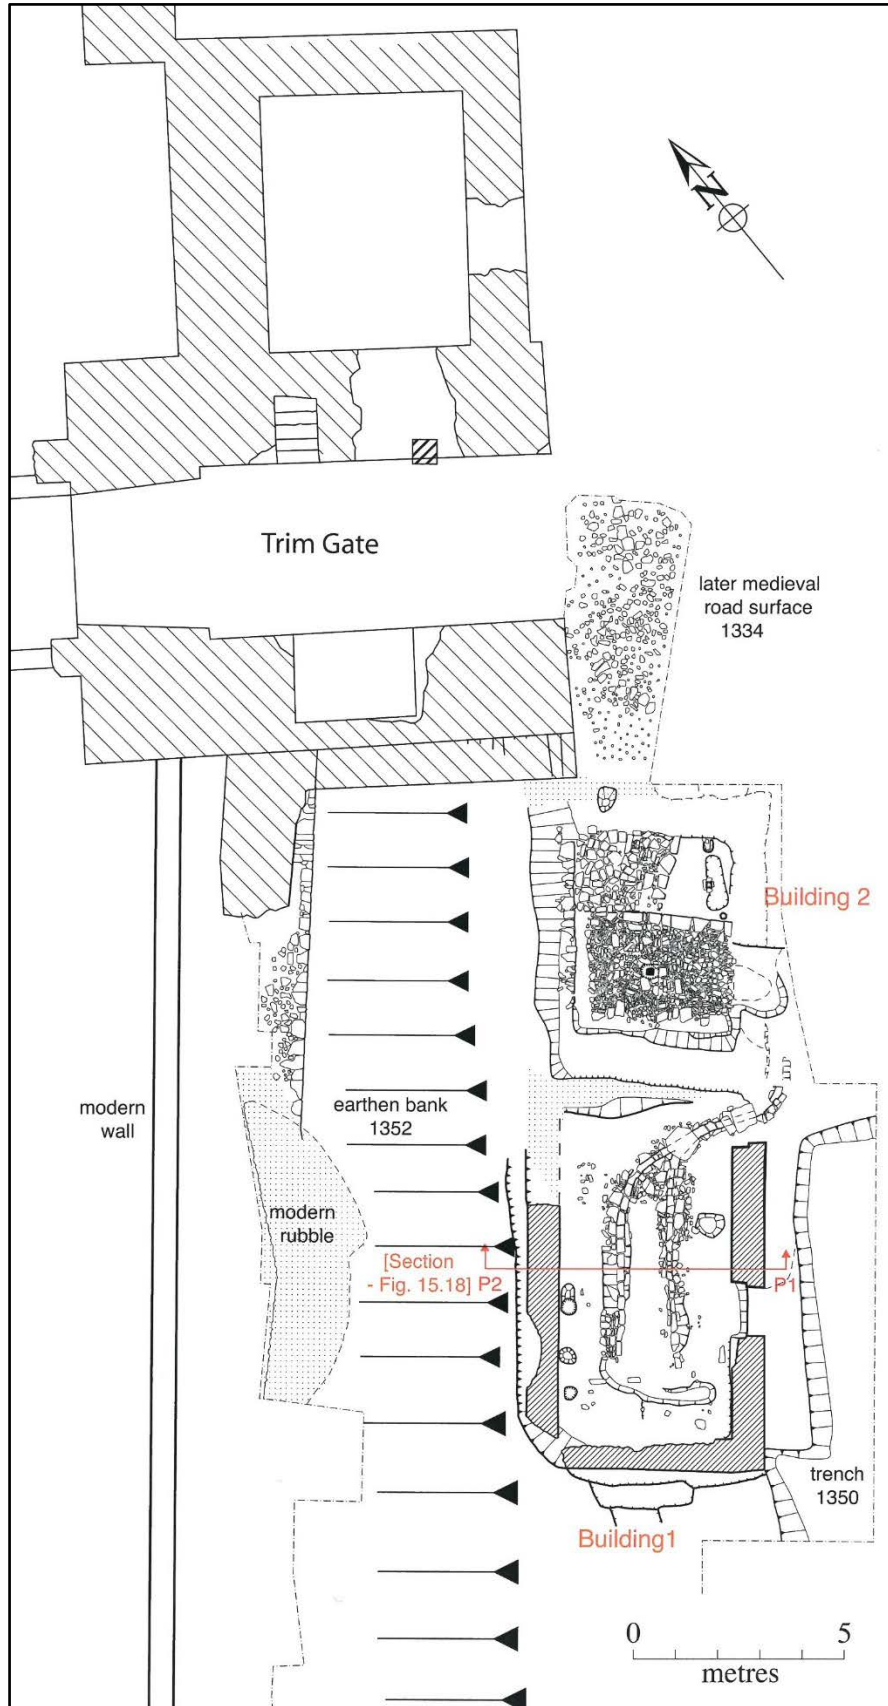 N
Trim Gate
later medieval
road surface
1334
Building 2
modern
wall
earthen bank
1352
modern
rubble
[Section
- Fig. 15.18] P2
P1
trench
1350
Building1
0 5
metres